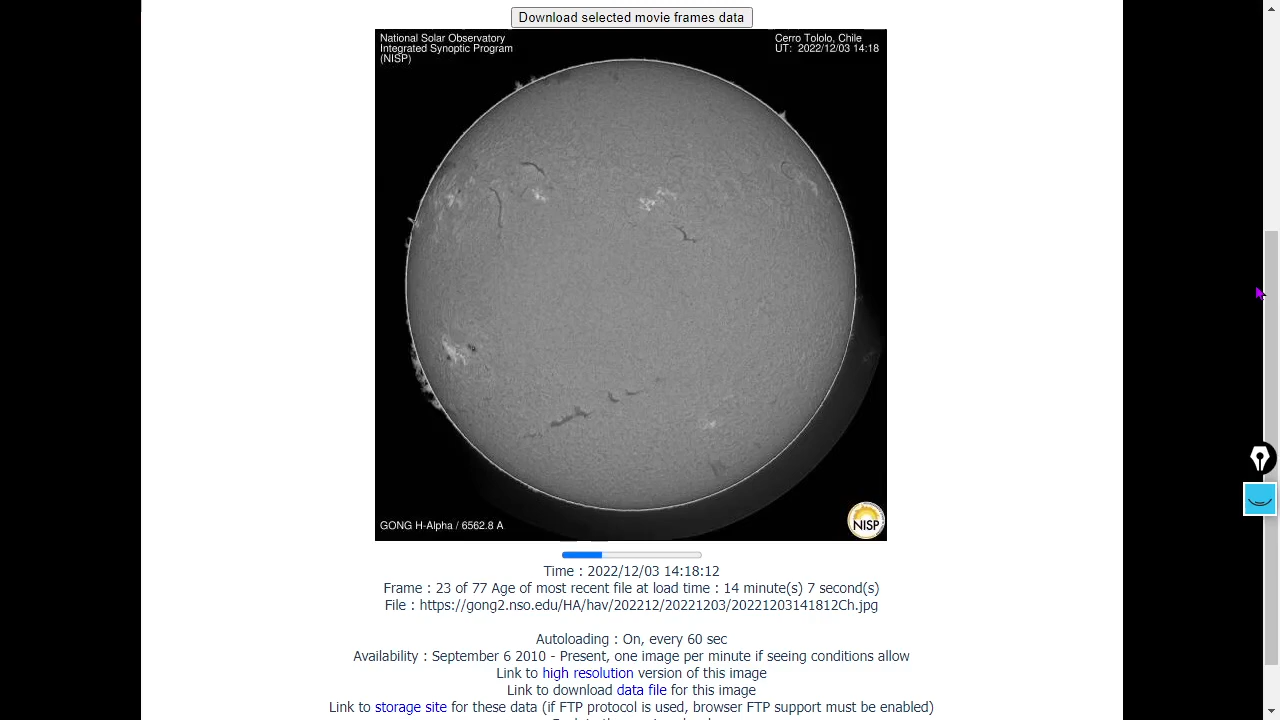 Download selected movie frames data
National Solar Observatory
Integrated Synoptic Program
(NISP)
Cerro Tololo, Chile
UT: 2022/12/03 14:18
GONG H-Alpha / 6562.8 A
NISP
Time : 2022/12/03 14:18:12
Frame : 23 of 77 Age of most recent file at load time : 14 minute(s) 7 second(s)
File : https://gong2.nso.edu/HA/hav/202212/20221203/20221203141812Ch.jpg
Autoloading : On, every 60 sec
Availability : September 6 2010 - Present, one image per minute if seeing conditions allow
Link to high resolution version of this image
Link to download data file for this image
Link to storage site for these data (if FTP protocol is used, browser FTP support must be enabled)